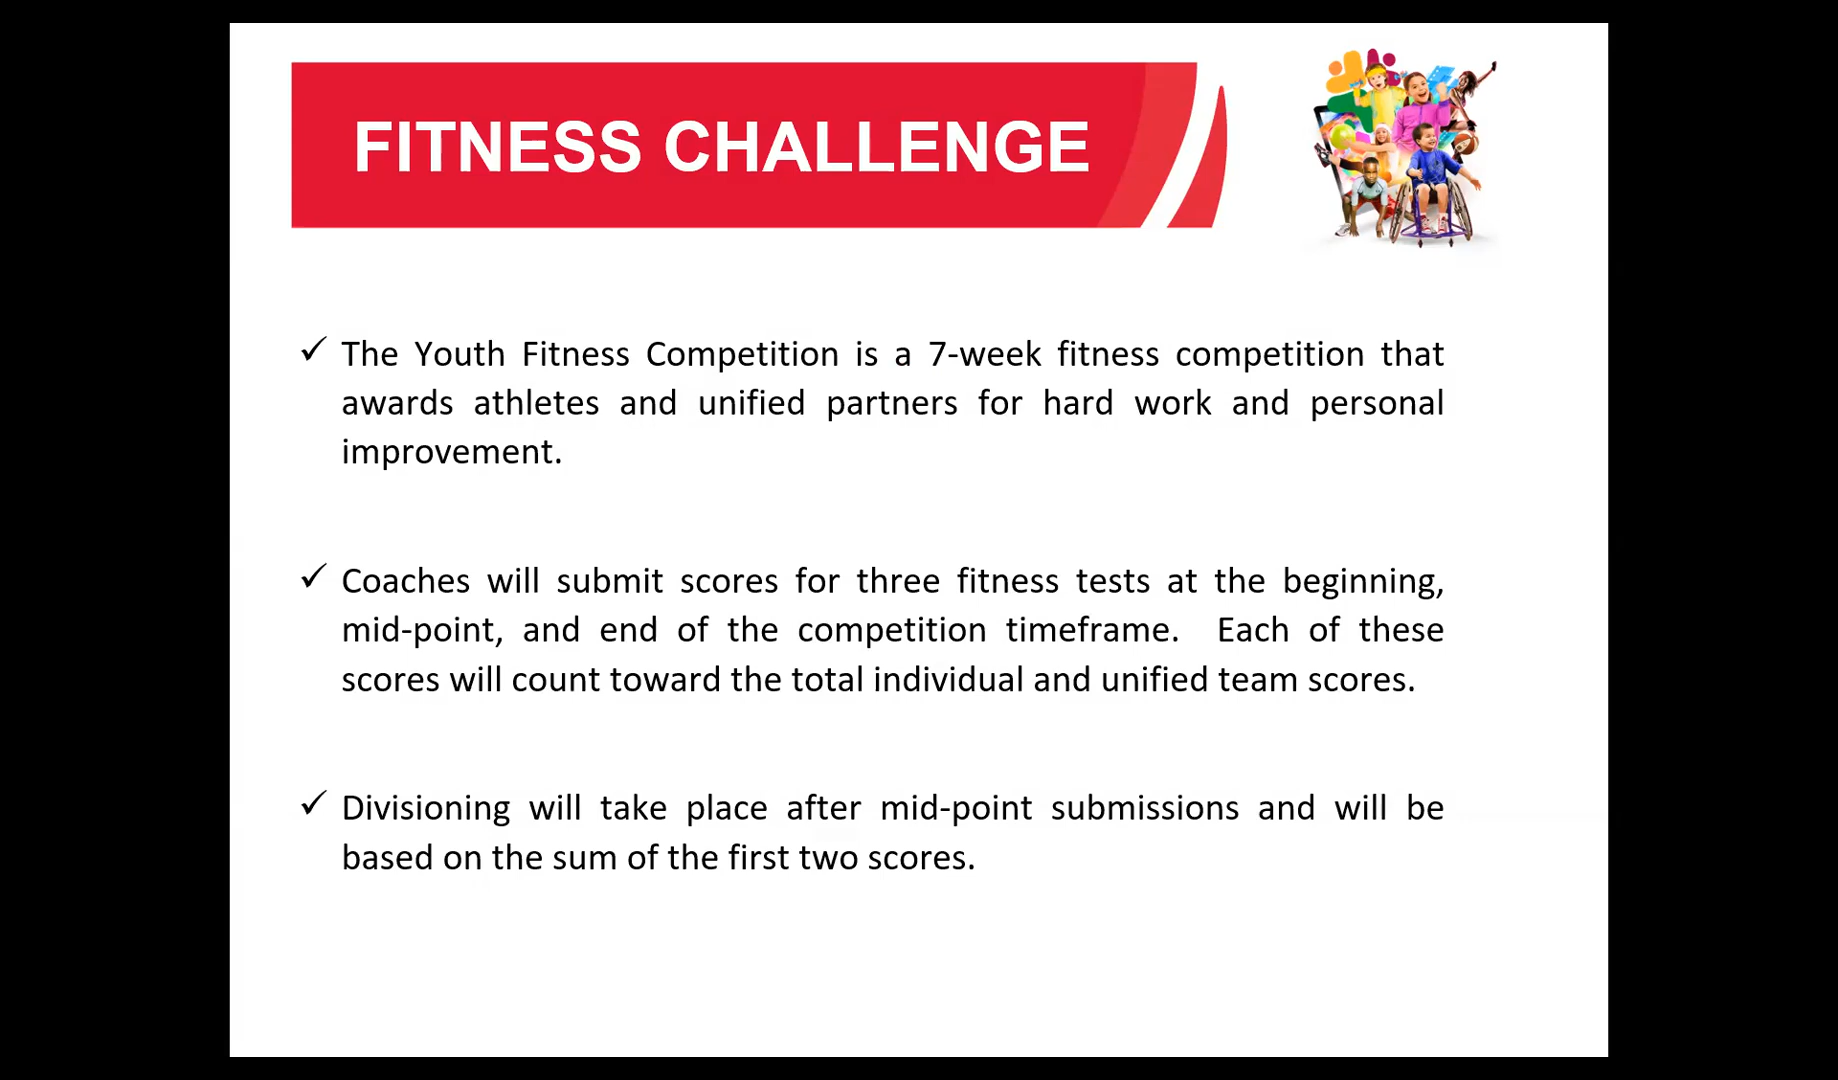 FITNESS CHALLENGE
✓ The Youth Fitness Competition is a 7-week fitness competition that
awards athletes and unified partners for hard work and personal
improvement.
✓ Coaches will submit scores for three fitness tests at the beginning,
mid-point, and end of the competition timeframe.  Each of these
scores will count toward the total individual and unified team scores.
✓ Divisioning will take place after mid-point submissions and will be
based on the sum of the first two scores.